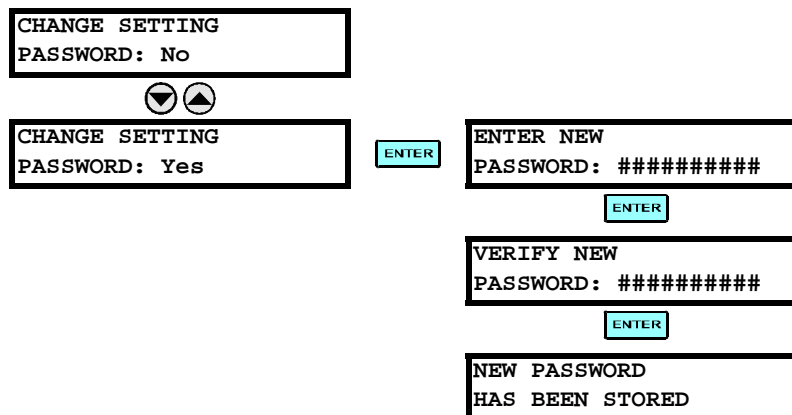 CHANGE SETTING
PASSWORD: No
CHANGE SETTING
PASSWORD: Yes
ENTER
ENTER NEW
PASSWORD: ##########
ENTER
VERIFY NEW
PASSWORD: ##########
ENTER
NEW PASSWORD
HAS BEEN STORED